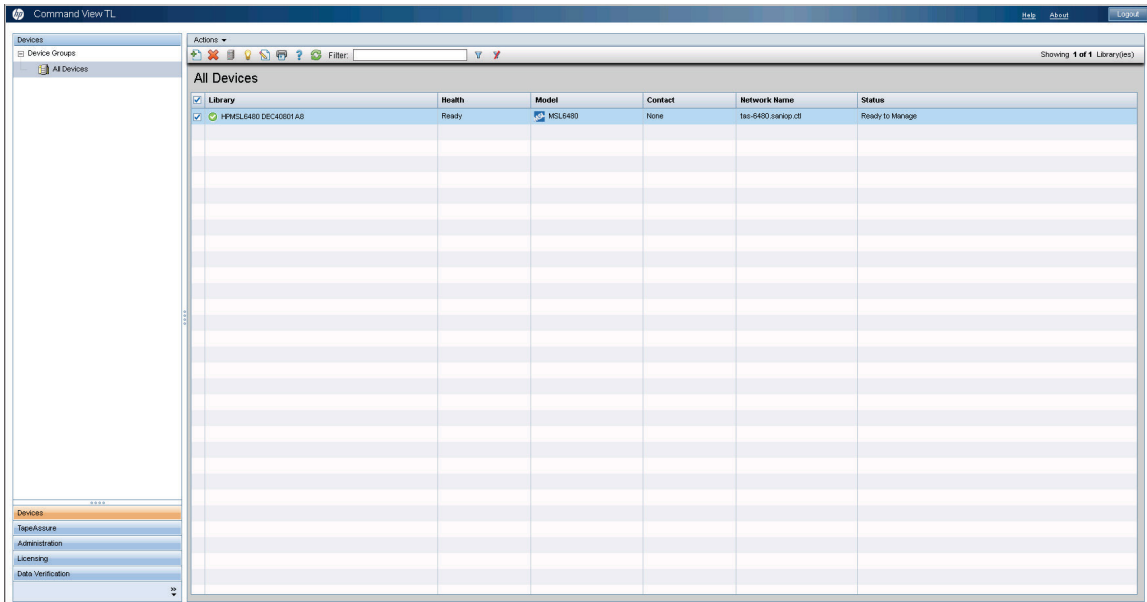 hp Command View TL Help About Logout
Devices
Device Groups
All Devices
Actions
? Filter: Showing 1 of 1 Library(ies)
All Devices
Library Health Model Contact Network Name Status
HPMSL6480 DEC40801A8 Ready MSL6480 None tas-6480.saniop.ctl Ready to Manage
Devices
TapeAssure
Administration
Licensing
Data Verification
»